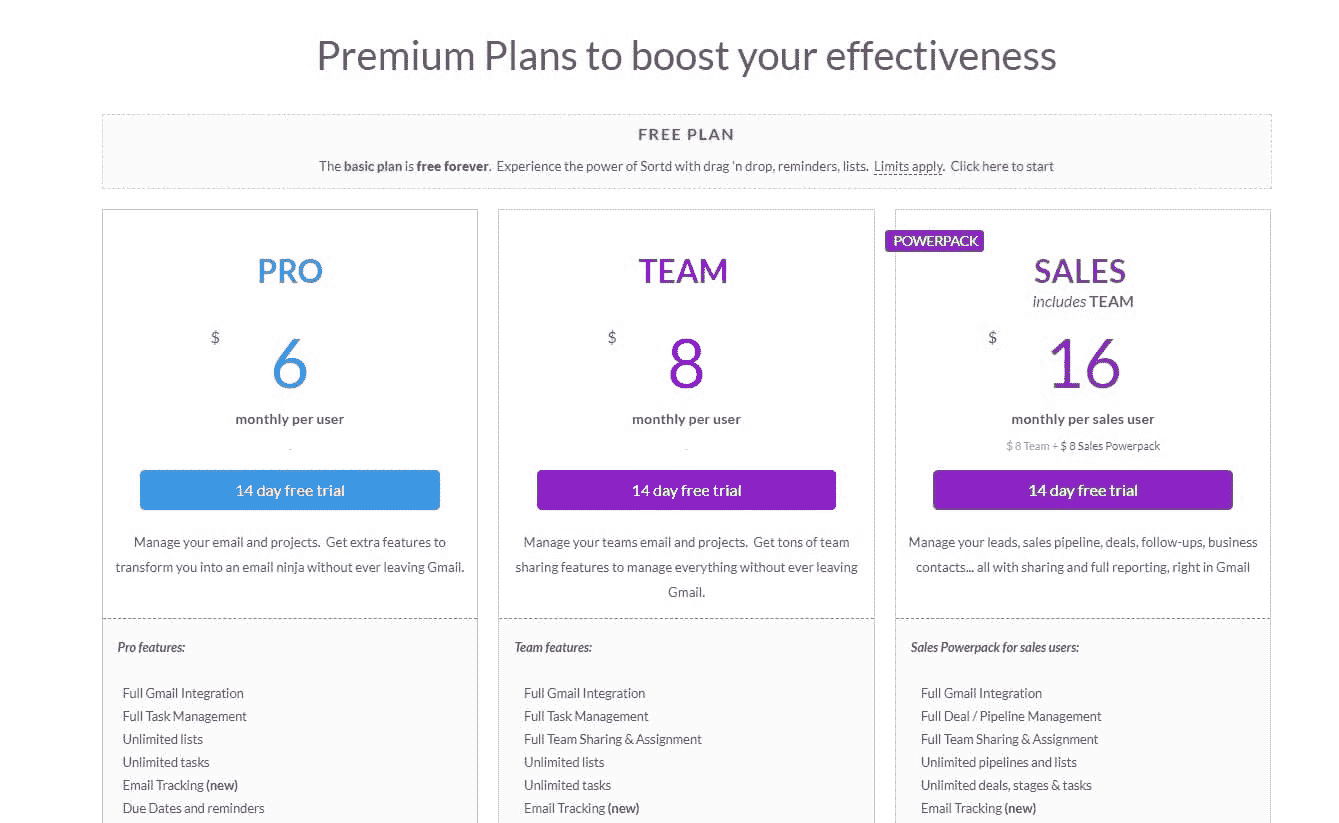 Premium Plans to boost your effectiveness
FREE PLAN
The basic plan is free forever. Experience the power of Sortd with drag 'n drop, reminders, lists. Limits apply. Click here to start
PRO
$
6
monthly per user
.
14 day free trial
Manage your email and projects. Get extra features to
transform you into an email ninja without ever leaving Gmail.
Pro features:
Full Gmail Integration
Full Task Management
Unlimited lists
Unlimited tasks
Email Tracking (new)
Due Dates and reminders
TEAM
$
8
monthly per user
.
14 day free trial
Manage your teams email and projects. Get tons of team
sharing features to manage everything without ever leaving
Gmail.
Team features:
Full Gmail Integration
Full Task Management
Full Team Sharing & Assignment
Unlimited lists
Unlimited tasks
Email Tracking (new)
POWERPACK
SALES
includes TEAM
$
16
monthly per sales user
$ 8 Team + $ 8 Sales Powerpack
14 day free trial
Manage your leads, sales pipeline, deals, follow-ups, business
contacts... all with sharing and full reporting, right in Gmail
Sales Powerpack for sales users:
Full Gmail Integration
Full Deal / Pipeline Management
Full Team Sharing & Assignment
Unlimited pipelines and lists
Unlimited deals, stages & tasks
Email Tracking (new)